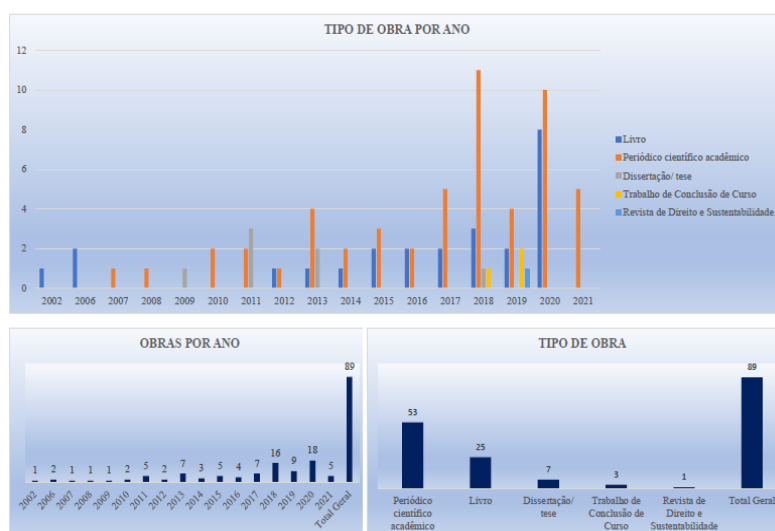 TIPO DE OBRA POR ANO
12
10
8
6
4
2
0
2002 2006 2007 2008 2009 2010 2011 2012 2013 2014 2015 2016 2017 2018 2019 2020 2021
Livro
Periódico científico acadêmico
Dissertação/ tese
Trabalho de Conclusão de Curso
Revista de Direito e Sustentabilidade
OBRAS POR ANO
1 2 1 1 1 2 5 2 7 3 5 4 7 16 9 18 5 89
2002 2006 2007 2008 2009 2010 2011 2012 2013 2014 2015 2016 2017 2018 2019 2020 2021 Total Geral
TIPO DE OBRA
53 25 7 3 1 89
Periódico
científico
acadêmico
Livro
Dissertação/
tese
Trabalho de
Conclusão de
Curso
Revista de
Direito e
Sustentabilidade
Total Geral